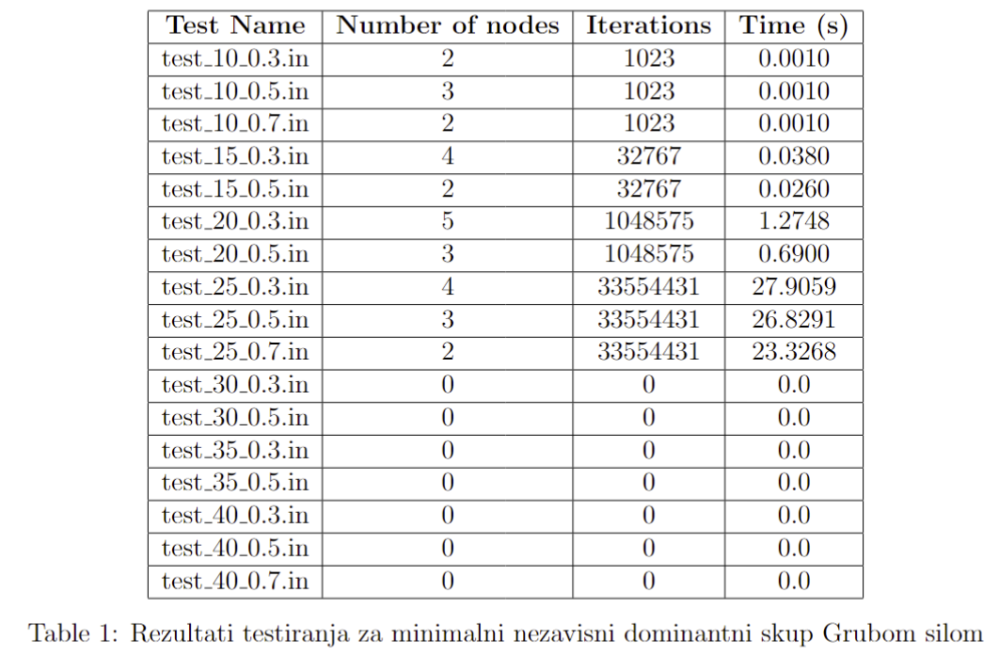 Test Name Number of nodes Iterations Time (s)
test_10_0.3.in 2 1023 0.0010
test_10_0.5.in 3 1023 0.0010
test_10_0.7.in 2 1023 0.0010
test_15_0.3.in 4 32767 0.0380
test_15_0.5.in 2 32767 0.0260
test_20_0.3.in 5 1048575 1.2748
test_20_0.5.in 3 1048575 0.6900
test_25_0.3.in 4 33554431 27.9059
test_25_0.5.in 3 33554431 26.8291
test_25_0.7.in 2 33554431 23.3268
test_30_0.3.in 0 0 0.0
test_30_0.5.in 0 0 0.0
test_35_0.3.in 0 0 0.0
test_35_0.5.in 0 0 0.0
test_40_0.3.in 0 0 0.0
test_40_0.5.in 0 0 0.0
test_40_0.7.in 0 0 0.0
Table 1: Rezultati testiranja za minimalni nezavisni dominantni skup Grubom silom